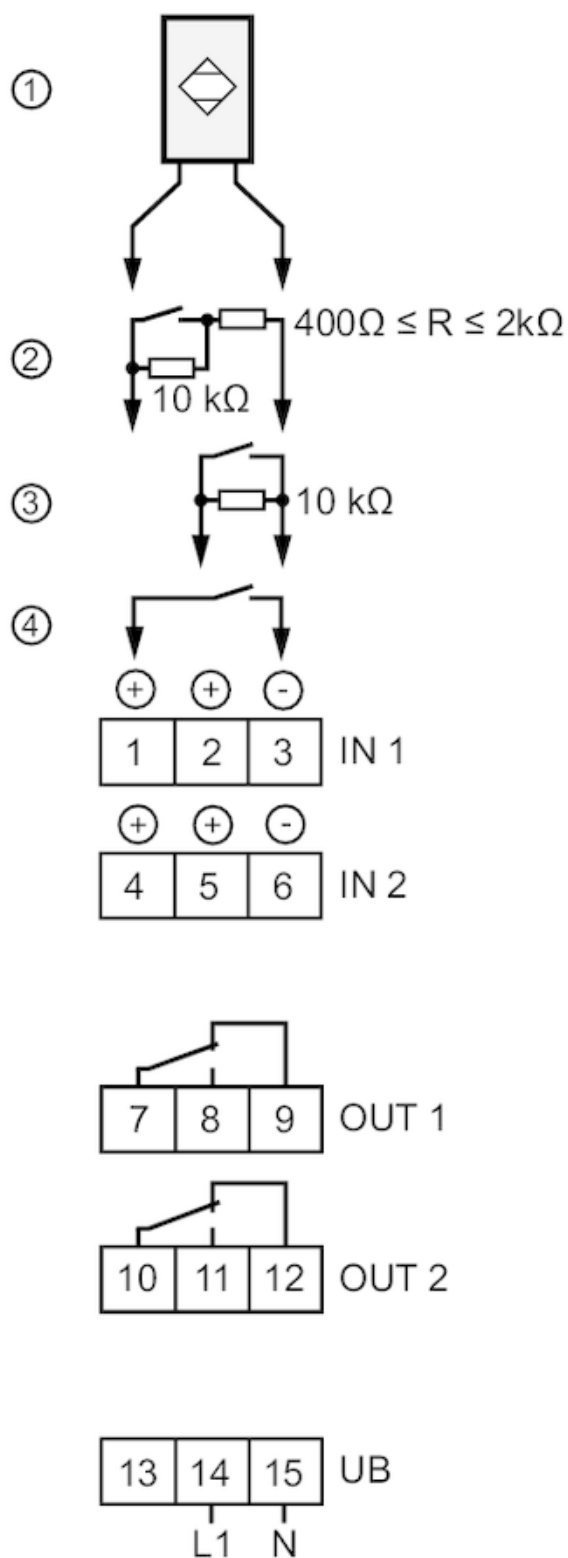 ①
400Ω ≤ R ≤ 2kΩ
②
10 kΩ
③ 10 kΩ
④
+ + -
1 2 3 IN 1
+ + -
4 5 6 IN 2
7 8 9 OUT 1
10 11 12 OUT 2
13 14 15 UB
L1 N